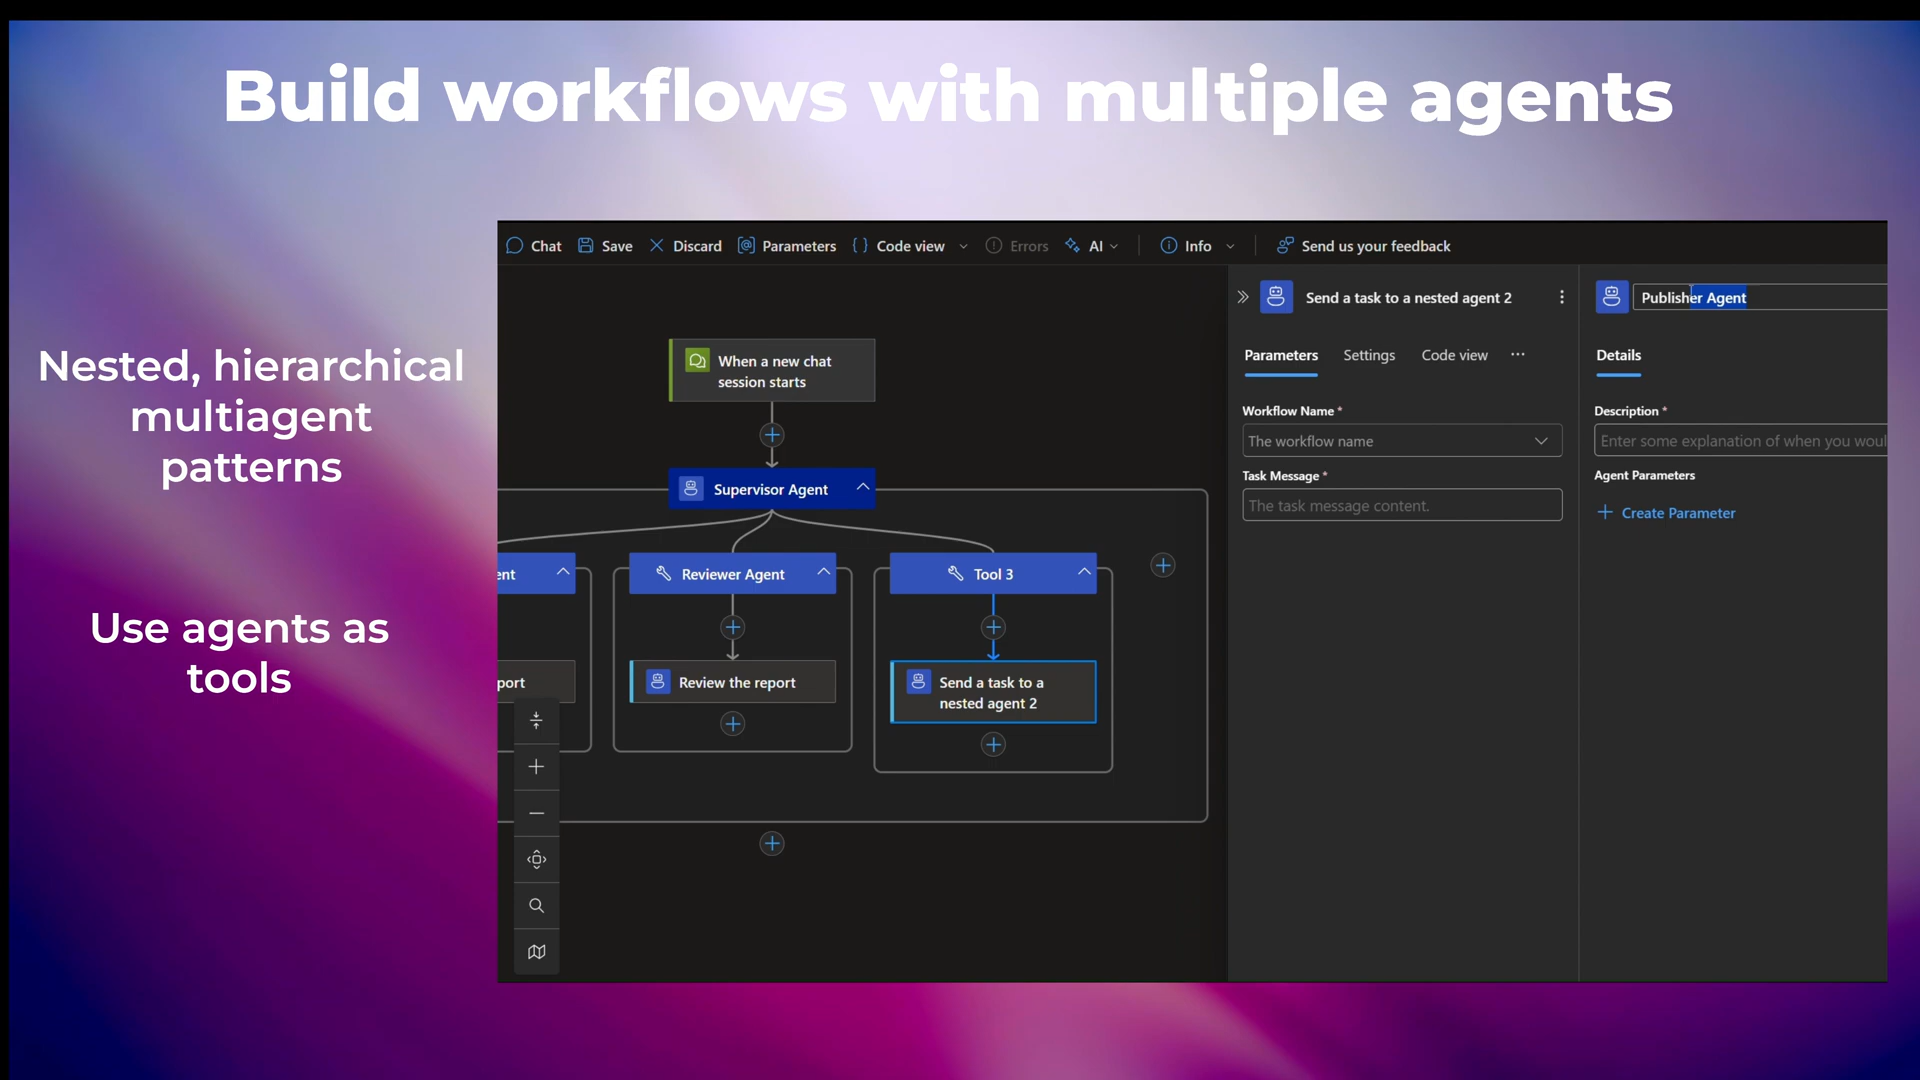 Build workflows with multiple agents
Nested, hierarchical
multiagent
patterns
Use agents as
tools
Chat Save Discard Parameters Code view Errors AI Info Send us your feedback
When a new chat
session starts
Supervisor Agent
ent
Reviewer Agent
Tool 3
port
Review the report
Send a task to a
nested agent 2
Send a task to a nested agent 2
Parameters Settings Code view ...
Workflow Name *
The workflow name
Task Message *
The task message content.
Publisher Agent
Details
Description *
Enter some explanation of when you woul
Agent Parameters
Create Parameter